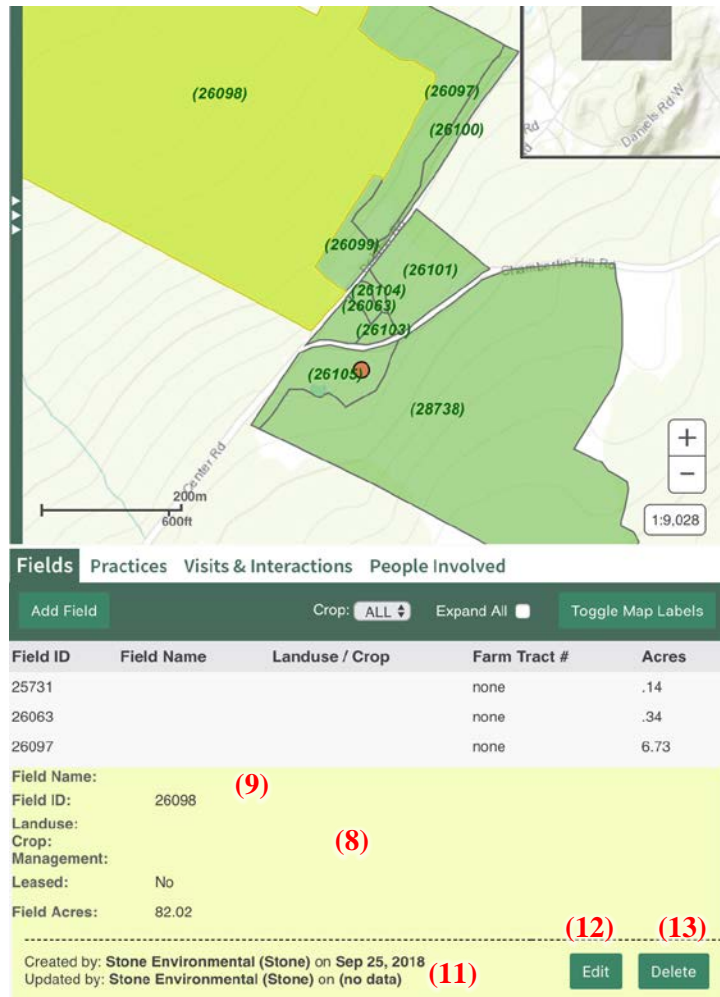 (26098)
(26097)
(26100)
Rd
Daniels Rd W
(26099)
(26101)
Chamberlin Hill Rd
(26104)
(26063)
(26103)
(26105)
(28738)
Center Rd
200m
600ft
+
−
1:9,028
Fields Practices Visits & Interactions People Involved
Add Field Crop: ALL Expand All Toggle Map Labels
Field ID Field Name Landuse / Crop Farm Tract # Acres
25731 none .14
26063 none .34
26097 none 6.73
Field Name: (9)
Field ID: 26098
Landuse:
Crop: (8)
Management:
Leased: No
Field Acres: 82.02
(12) (13)
Created by: Stone Environmental (Stone) on Sep 25, 2018
Updated by: Stone Environmental (Stone) on (no data) (11)
Edit Delete